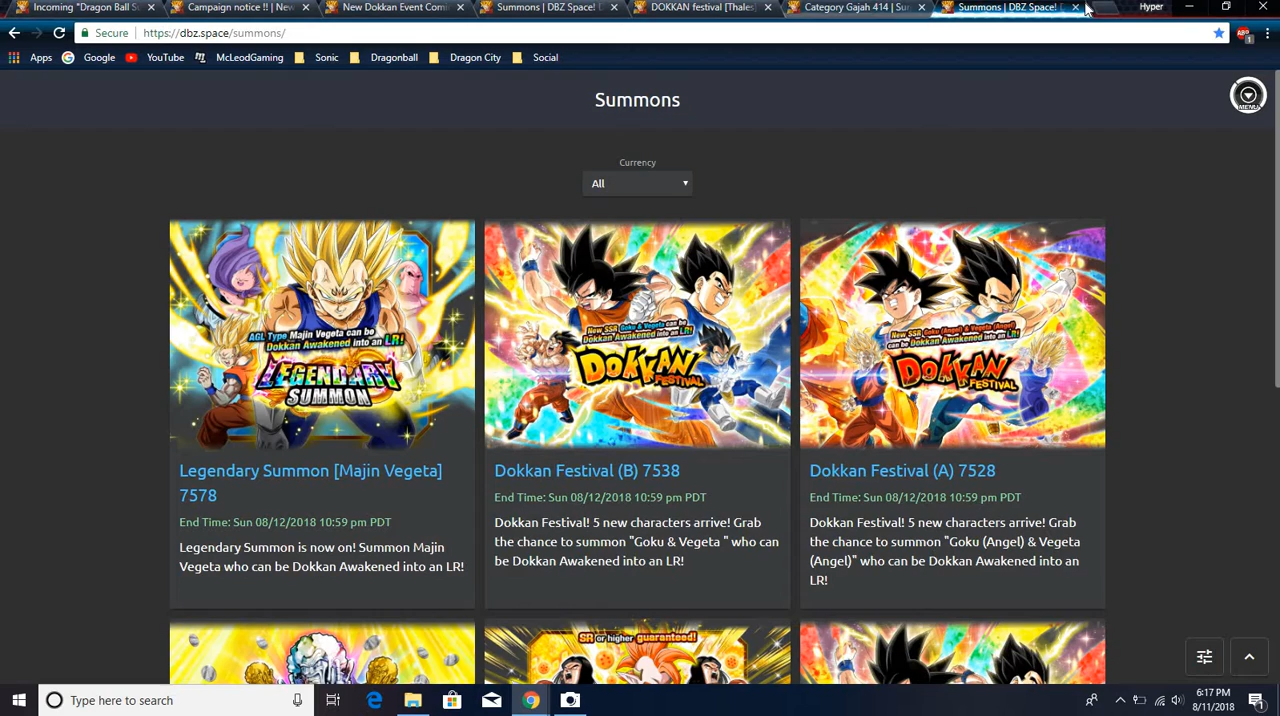 Incoming "Dragon Ball S
Campaign notice !! | New
New Dokkan Event Comi
Summons | DBZ Space!
DOKKAN festival [Thales
Category Gajah 414 | Sum
Summons | DBZ Space!
Hyper
Secure
https://dbz.space/summons/
ABP
1
Apps
Google
YouTube
McLeodGaming
Sonic
Dragonball
Dragon City
Social
Summons
MENU
Currency
All
AGL Type Majin Vegeta can be
Dokkan Awakened into an LR!
LEGENDARY
SUMMON
New SSR Goku & Vegeta can be
Dokkan Awakened into an LR!
DOKKAN
FESTIVAL
New SSR Goku (Angel) & Vegeta (Angel)
can be Dokkan Awakened into an LR!
DOKKAN
FESTIVAL
Legendary Summon [Majin Vegeta]
7578
End Time: Sun 08/12/2018 10:59 pm PDT
Legendary Summon is now on! Summon Majin
Vegeta who can be Dokkan Awakened into an LR!
Dokkan Festival (B) 7538
End Time: Sun 08/12/2018 10:59 pm PDT
Dokkan Festival! 5 new characters arrive! Grab
the chance to summon "Goku & Vegeta " who can
be Dokkan Awakened into an LR!
Dokkan Festival (A) 7528
End Time: Sun 08/12/2018 10:59 pm PDT
Dokkan Festival! 5 new characters arrive! Grab
the chance to summon "Goku (Angel) & Vegeta
(Angel)" who can be Dokkan Awakened into an
LR!
SR or higher guaranteed!
Type here to search
6:17 PM
8/11/2018
1